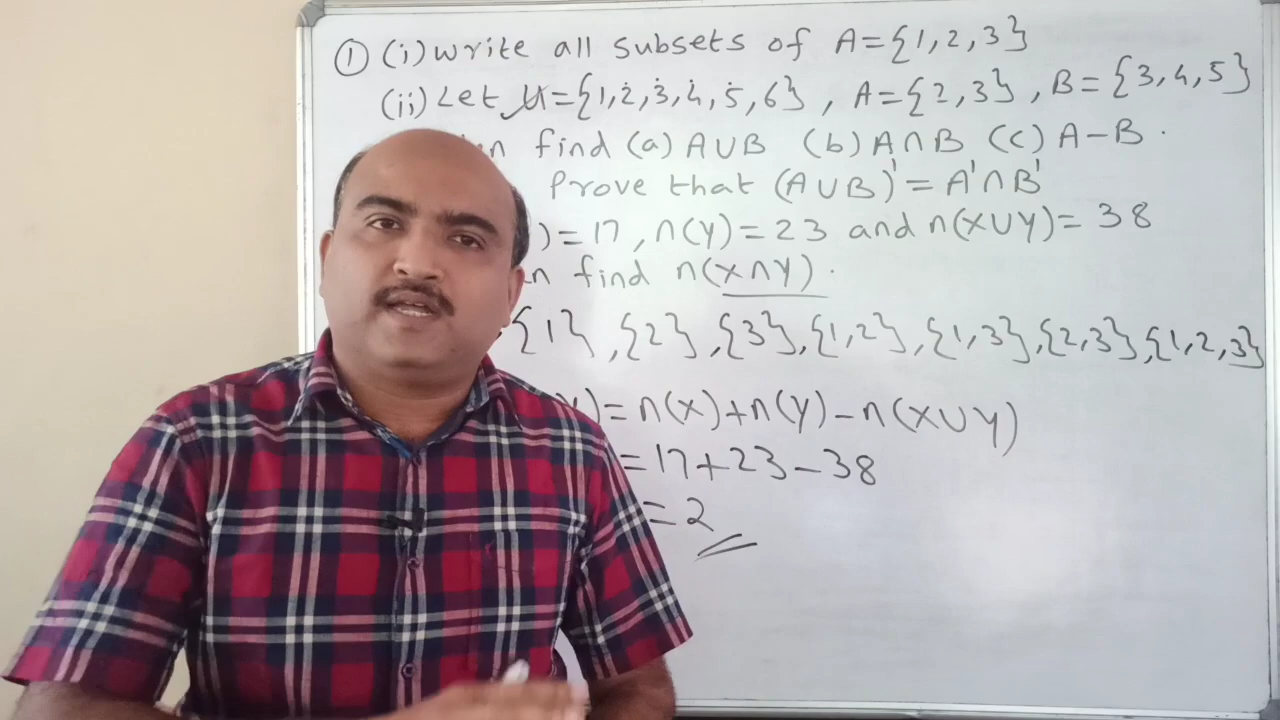 ① (i) write all subsets of A={1,2,3}
(ii) Let U={1,2,3,4,5,6}, A={2,3}, B={3,4,5}
find (a) A∪B (b) A∩B (c) A-B.
Prove that (A∪B)'=A'∩B'
)=17, n(Y)=23 and n(X∪Y)=38
find n(X∩Y).
{1},{2},{3},{1,2},{1,3},{2,3},{1,2,3}
)=n(X)+n(Y)-n(X∪Y)
=17+23-38
=2